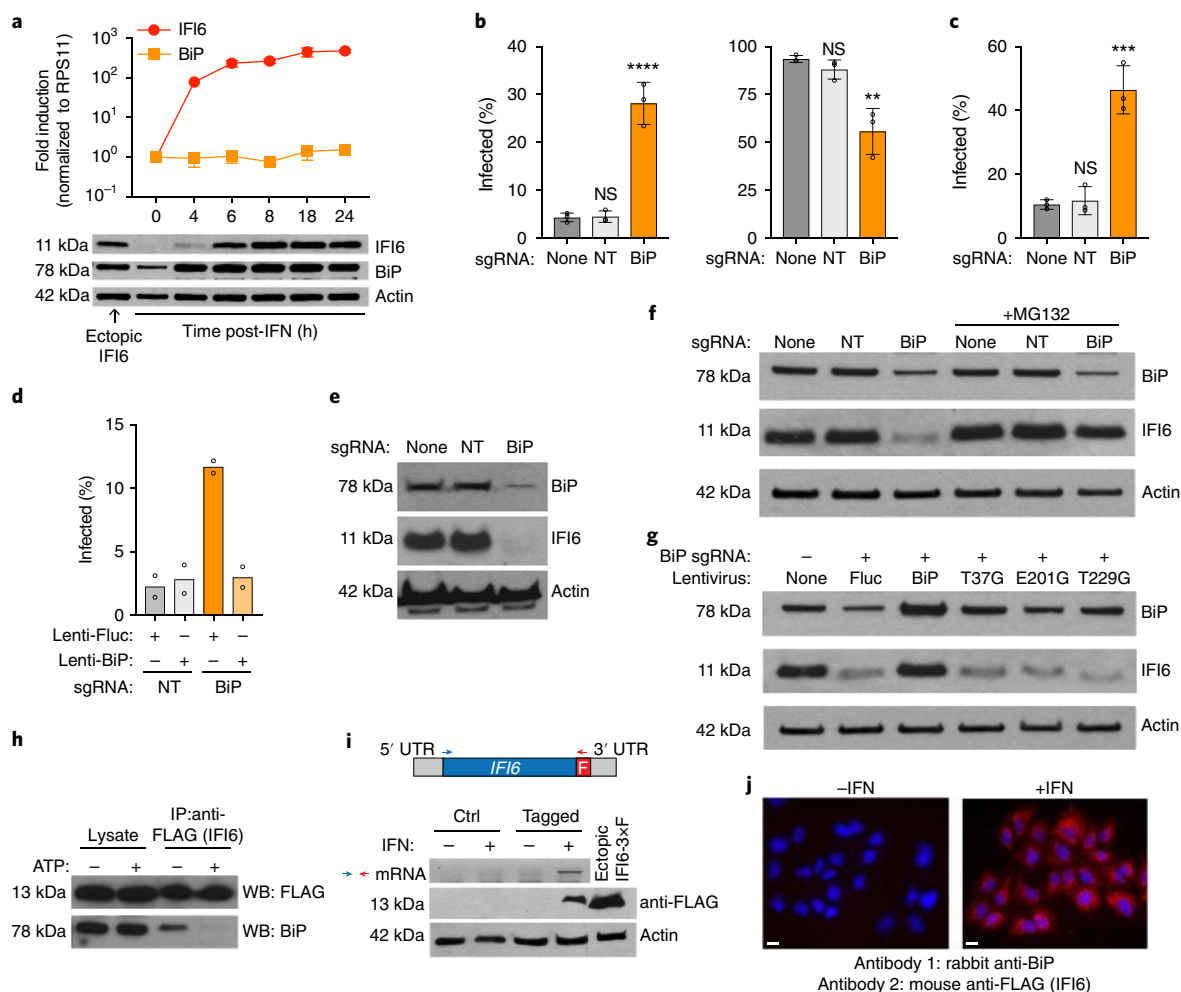 a
IFI6
BiP
Fold induction
(normalized to RPS11)
10³
10²
10¹
10⁰
10⁻¹
0 4 6 8 18 24
11 kDa IFI6
78 kDa BiP
42 kDa Actin
Ectopic
IFI6
Time post-IFN (h)
b
Infected (%)
40
30
20
10
0
NS
****
sgRNA: None NT BiP
Infected (%)
100
75
50
25
0
NS
**
None NT BiP
c
Infected (%)
60
40
20
0
NS
***
sgRNA: None NT BiP
d
Infected (%)
15
10
5
0
Lenti-Fluc: + – + –
Lenti-BiP: – + – +
sgRNA: NT BiP
e
sgRNA: None NT BiP
78 kDa BiP
11 kDa IFI6
42 kDa Actin
f
+MG132
sgRNA: None NT BiP None NT BiP
78 kDa BiP
11 kDa IFI6
42 kDa Actin
g
BiP sgRNA: – + + + + +
Lentivirus: None Fluc BiP T37G E201G T229G
78 kDa BiP
11 kDa IFI6
42 kDa Actin
h
IP:anti-
Lysate FLAG (IFI6)
ATP: – + – +
13 kDa WB: FLAG
78 kDa WB: BiP
i
5′ UTR 3′ UTR
IFI6 F
Ctrl Tagged
Ectopic
IFI6-3×F
IFN: – + – +
mRNA
13 kDa anti-FLAG
42 kDa Actin
j
–IFN +IFN
Antibody 1: rabbit anti-BiP
Antibody 2: mouse anti-FLAG (IFI6)